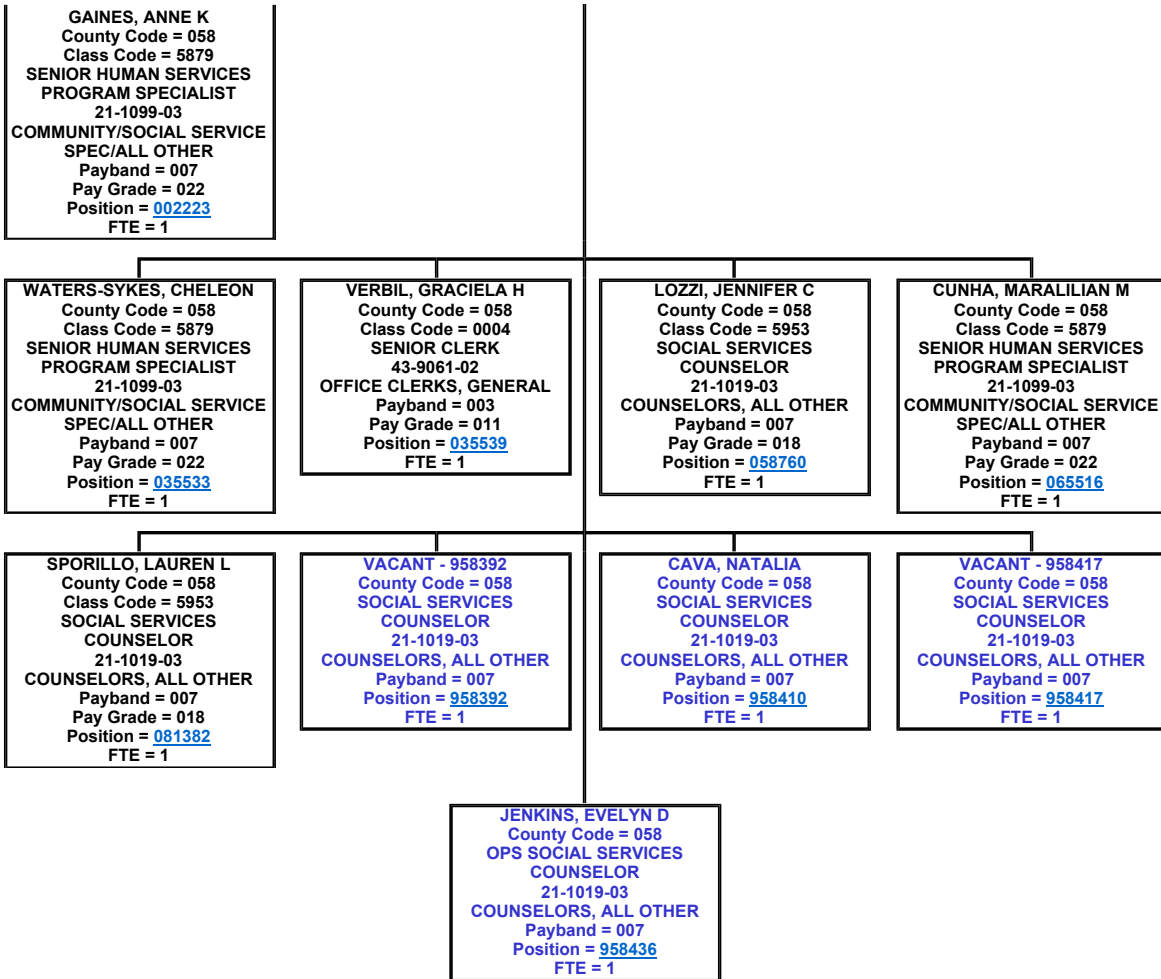 GAINES, ANNE K
County Code = 058
Class Code = 5879
SENIOR HUMAN SERVICES
PROGRAM SPECIALIST
21-1099-03
COMMUNITY/SOCIAL SERVICE
SPEC/ALL OTHER
Payband = 007
Pay Grade = 022
Position = 002223
FTE = 1
WATERS-SYKES, CHELEON
County Code = 058
Class Code = 5879
SENIOR HUMAN SERVICES
PROGRAM SPECIALIST
21-1099-03
COMMUNITY/SOCIAL SERVICE
SPEC/ALL OTHER
Payband = 007
Pay Grade = 022
Position = 035533
FTE = 1
VERBIL, GRACIELA H
County Code = 058
Class Code = 0004
SENIOR CLERK
43-9061-02
OFFICE CLERKS, GENERAL
Payband = 003
Pay Grade = 011
Position = 035539
FTE = 1
LOZZI, JENNIFER C
County Code = 058
Class Code = 5953
SOCIAL SERVICES
COUNSELOR
21-1019-03
COUNSELORS, ALL OTHER
Payband = 007
Pay Grade = 018
Position = 058760
FTE = 1
CUNHA, MARALILIAN M
County Code = 058
Class Code = 5879
SENIOR HUMAN SERVICES
PROGRAM SPECIALIST
21-1099-03
COMMUNITY/SOCIAL SERVICE
SPEC/ALL OTHER
Payband = 007
Pay Grade = 022
Position = 065516
FTE = 1
SPORILLO, LAUREN L
County Code = 058
Class Code = 5953
SOCIAL SERVICES
COUNSELOR
21-1019-03
COUNSELORS, ALL OTHER
Payband = 007
Pay Grade = 018
Position = 081382
FTE = 1
VACANT - 958392
County Code = 058
SOCIAL SERVICES
COUNSELOR
21-1019-03
COUNSELORS, ALL OTHER
Payband = 007
Position = 958392
FTE = 1
CAVA, NATALIA
County Code = 058
SOCIAL SERVICES
COUNSELOR
21-1019-03
COUNSELORS, ALL OTHER
Payband = 007
Position = 958410
FTE = 1
VACANT - 958417
County Code = 058
SOCIAL SERVICES
COUNSELOR
21-1019-03
COUNSELORS, ALL OTHER
Payband = 007
Position = 958417
FTE = 1
JENKINS, EVELYN D
County Code = 058
OPS SOCIAL SERVICES
COUNSELOR
21-1019-03
COUNSELORS, ALL OTHER
Payband = 007
Position = 958436
FTE = 1